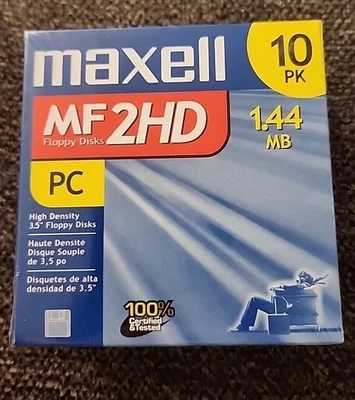 maxell
10
PK
MF 2HD
Floppy Disks
1.44
MB
PC
High Density
3.5" Floppy Disks
Haute Densité
Disque Souple
de 3,5 po
Disquetes de alta
densidad de 3.5"
100%
Certified
&Tested